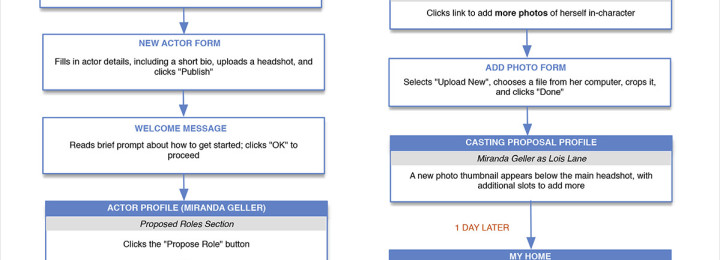 NEW ACTOR FORM
Fills in actor details, including a short bio, uploads a headshot, and
clicks "Publish"
WELCOME MESSAGE
Reads brief prompt about how to get started; clicks "OK" to
proceed
ACTOR PROFILE (MIRANDA GELLER)
Proposed Roles Section
Clicks the "Propose Role" button
Clicks link to add more photos of herself in-character
ADD PHOTO FORM
Selects "Upload New", chooses a file from her computer, crops it,
and clicks "Done"
CASTING PROPOSAL PROFILE
Miranda Geller as Lois Lane
A new photo thumbnail appears below the main headshot, with
additional slots to add more
1 DAY LATER
MY HOME